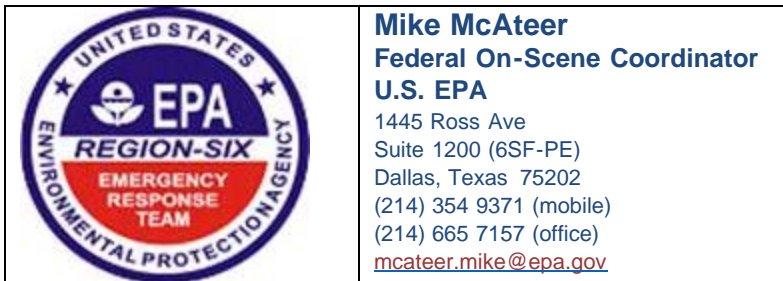 UNITED STATES
ENVIRONMENTAL PROTECTION AGENCY
EPA
REGION-SIX
EMERGENCY
RESPONSE
TEAM
Mike McAteer
Federal On-Scene Coordinator
U.S. EPA
1445 Ross Ave
Suite 1200 (6SF-PE)
Dallas, Texas 75202
(214) 354 9371 (mobile)
(214) 665 7157 (office)
mcateer.mike@epa.gov